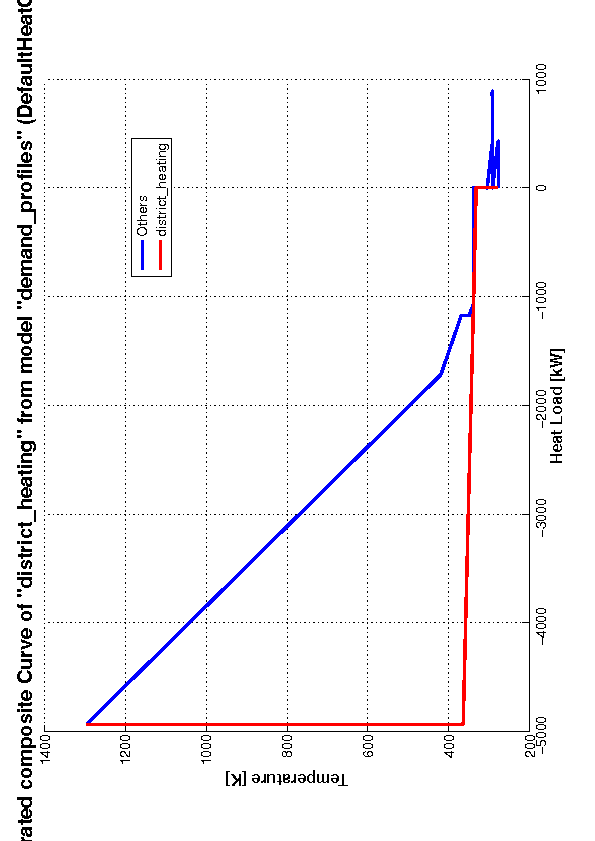 rated composite Curve of "district_heating" from model "demand_profiles" (DefaultHeatC
1400
1200
1000
800
600
400
200
Temperature [K]
Others
district_heating
-5000
-4000
-3000
-2000
-1000
0
1000
Heat Load [kW]